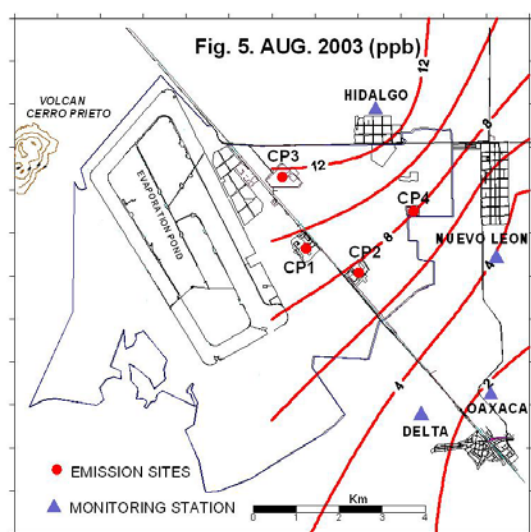 Fig. 5. AUG. 2003 (ppb)
12
HIDALGO
VOLCAN
CERRO PRIETO
8
CP3
12
EVAPORATION POND
CP4
NUEVO LEON
8
CP1
CP2
4
4
2
OAXACA
DELTA
EMISSION SITES
MONITORING STATION
Km
0 1 2 3 4